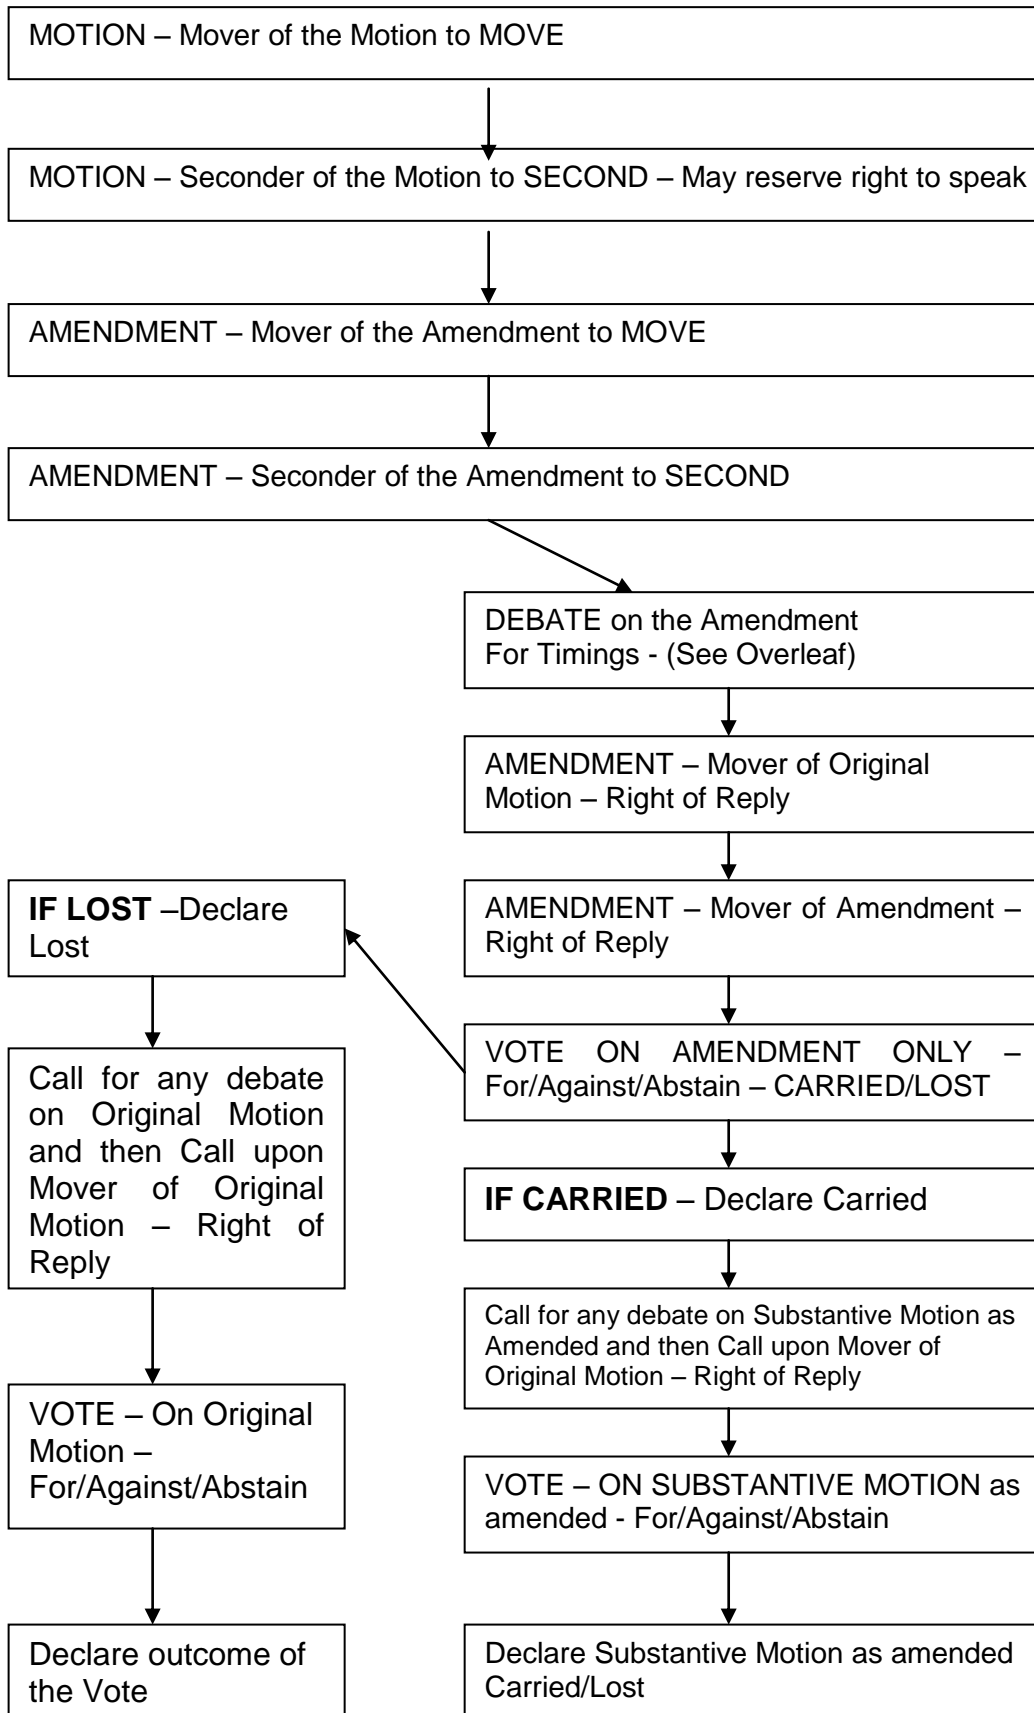 MOTION – Mover of the Motion to MOVE
MOTION – Seconder of the Motion to SECOND – May reserve right to speak
AMENDMENT – Mover of the Amendment to MOVE
AMENDMENT – Seconder of the Amendment to SECOND
DEBATE on the Amendment
For Timings - (See Overleaf)
AMENDMENT – Mover of Original
Motion – Right of Reply
AMENDMENT – Mover of Amendment –
Right of Reply
VOTE ON AMENDMENT ONLY –
For/Against/Abstain – CARRIED/LOST
IF LOST –Declare
Lost
Call for any debate
on Original Motion
and then Call upon
Mover of Original
Motion – Right of
Reply
VOTE – On Original
Motion –
For/Against/Abstain
Declare outcome of
the Vote
IF CARRIED – Declare Carried
Call for any debate on Substantive Motion as
Amended and then Call upon Mover of
Original Motion – Right of Reply
VOTE – ON SUBSTANTIVE MOTION as
amended - For/Against/Abstain
Declare Substantive Motion as amended
Carried/Lost